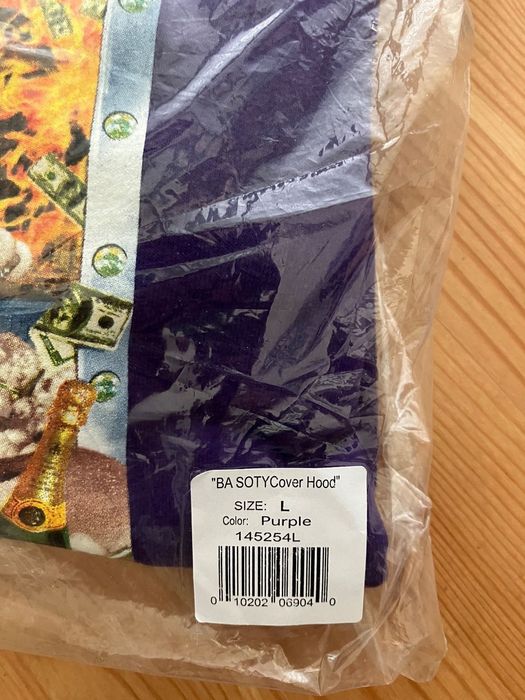 "BA SOTYCover Hood"
SIZE: L
Color: Purple
145254L
0 10202 06904 0